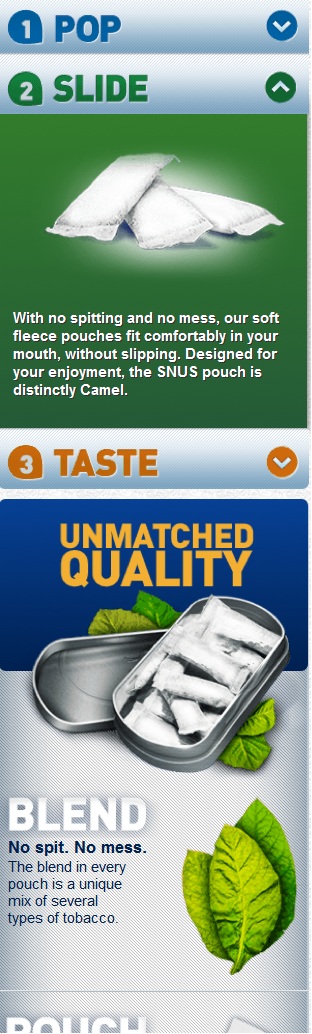 1 POP
2 SLIDE
With no spitting and no mess, our soft
fleece pouches fit comfortably in your
mouth, without slipping. Designed for
your enjoyment, the SNUS pouch is
distinctly Camel.
3 TASTE
UNMATCHED
QUALITY
BLEND
No spit. No mess.
The blend in every
pouch is a unique
mix of several
types of tobacco.
POUCH